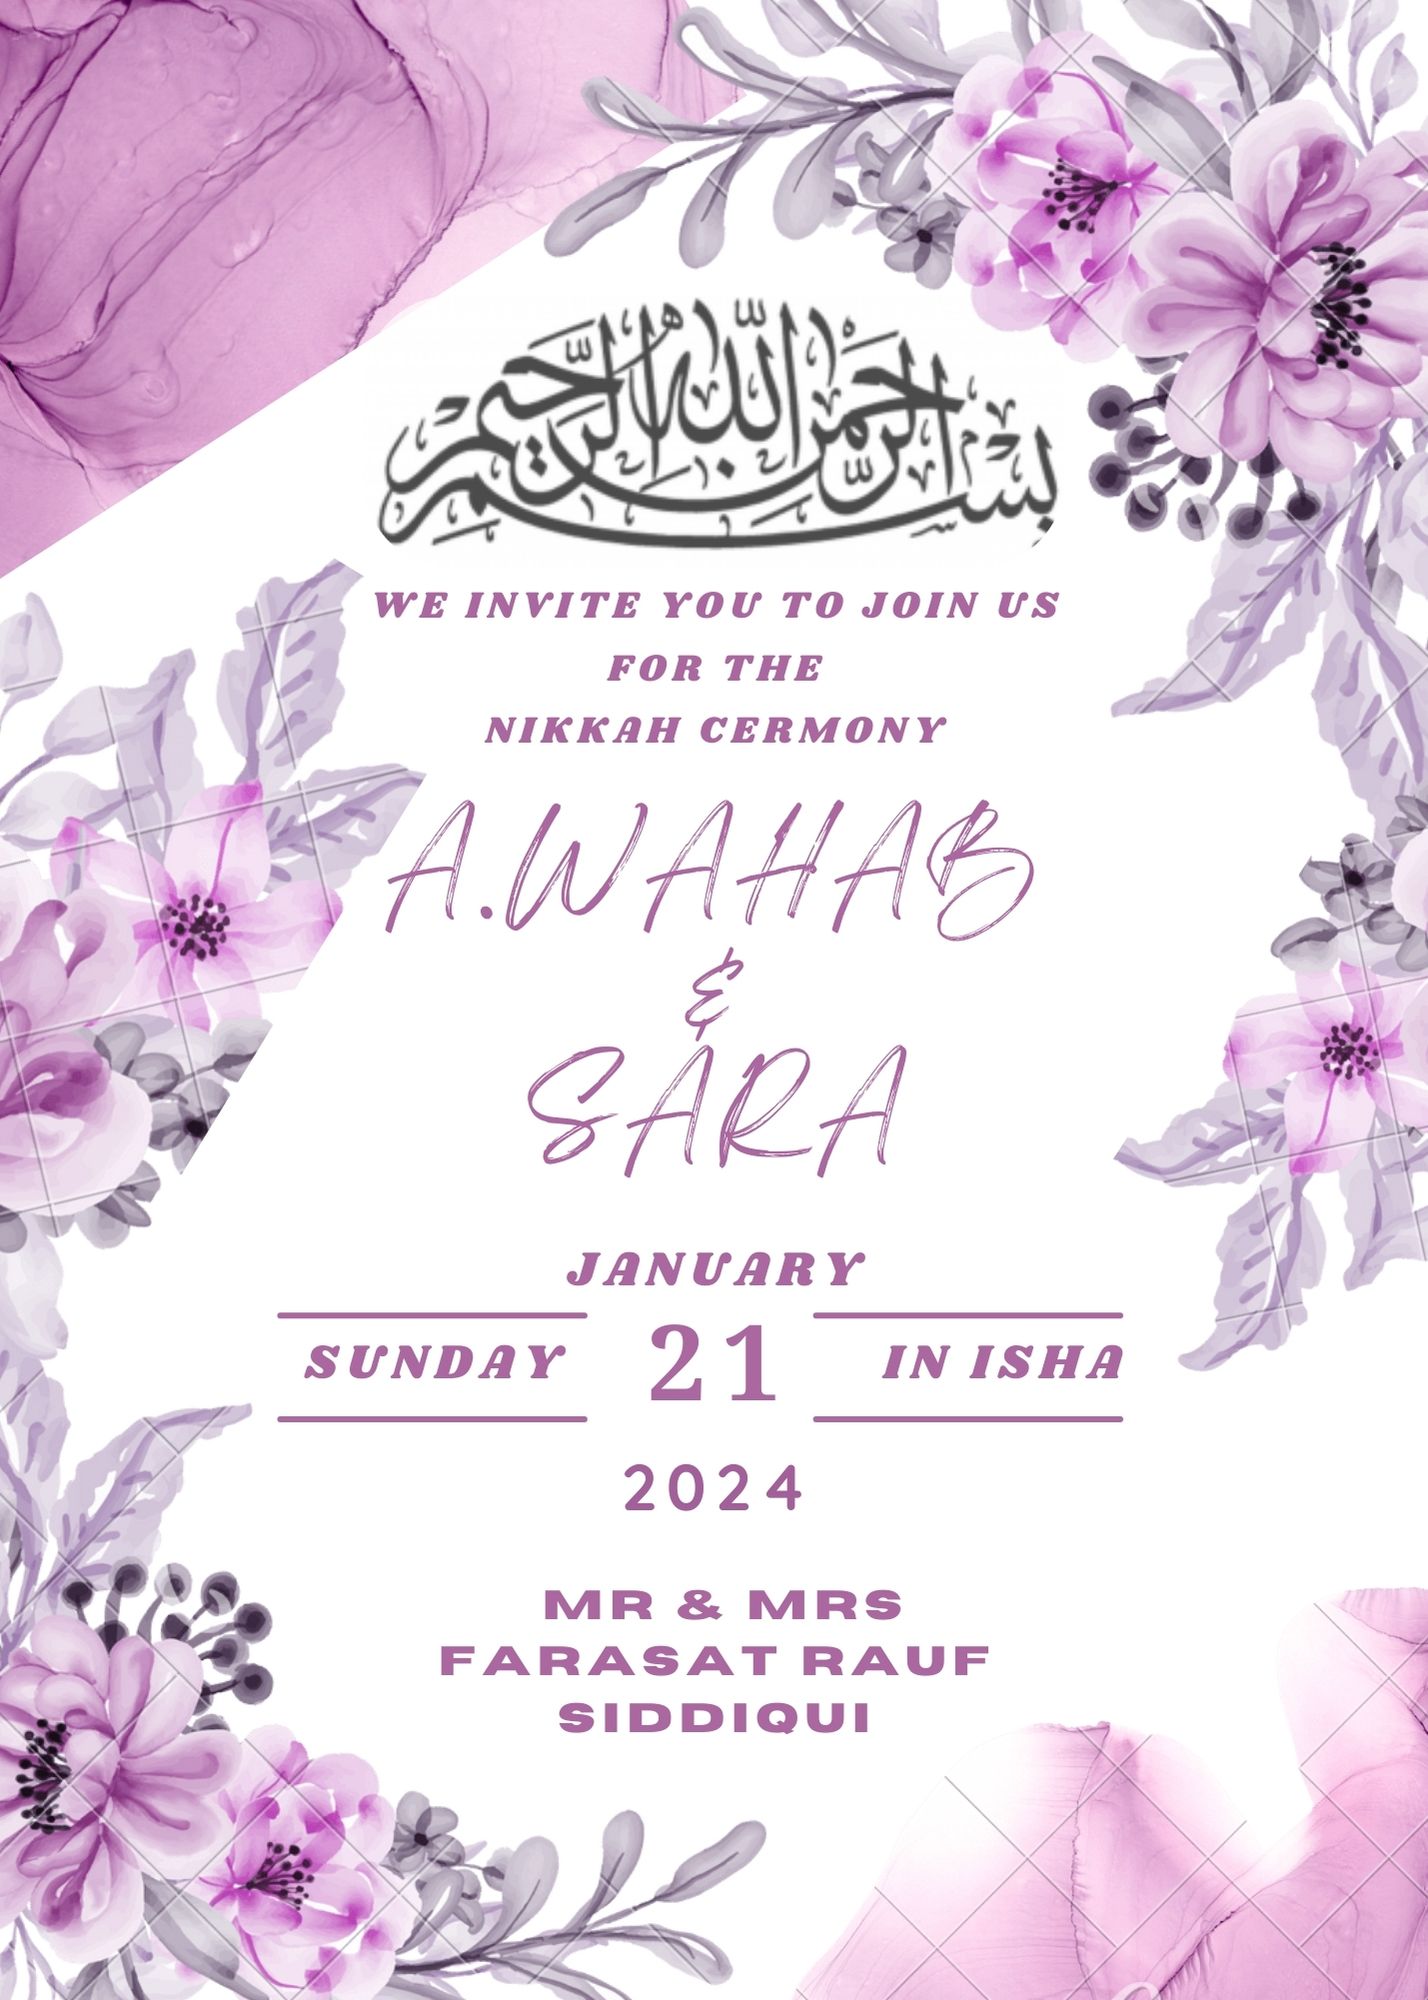 بسم الله الرحمن الرحيم
WE INVITE YOU TO JOIN US
FOR THE
NIKKAH CERMONY
A.WAHAB
&
SARA
JANUARY
SUNDAY 21 IN ISHA
2024
MR & MRS
FARASAT RAUF
SIDDIQUI